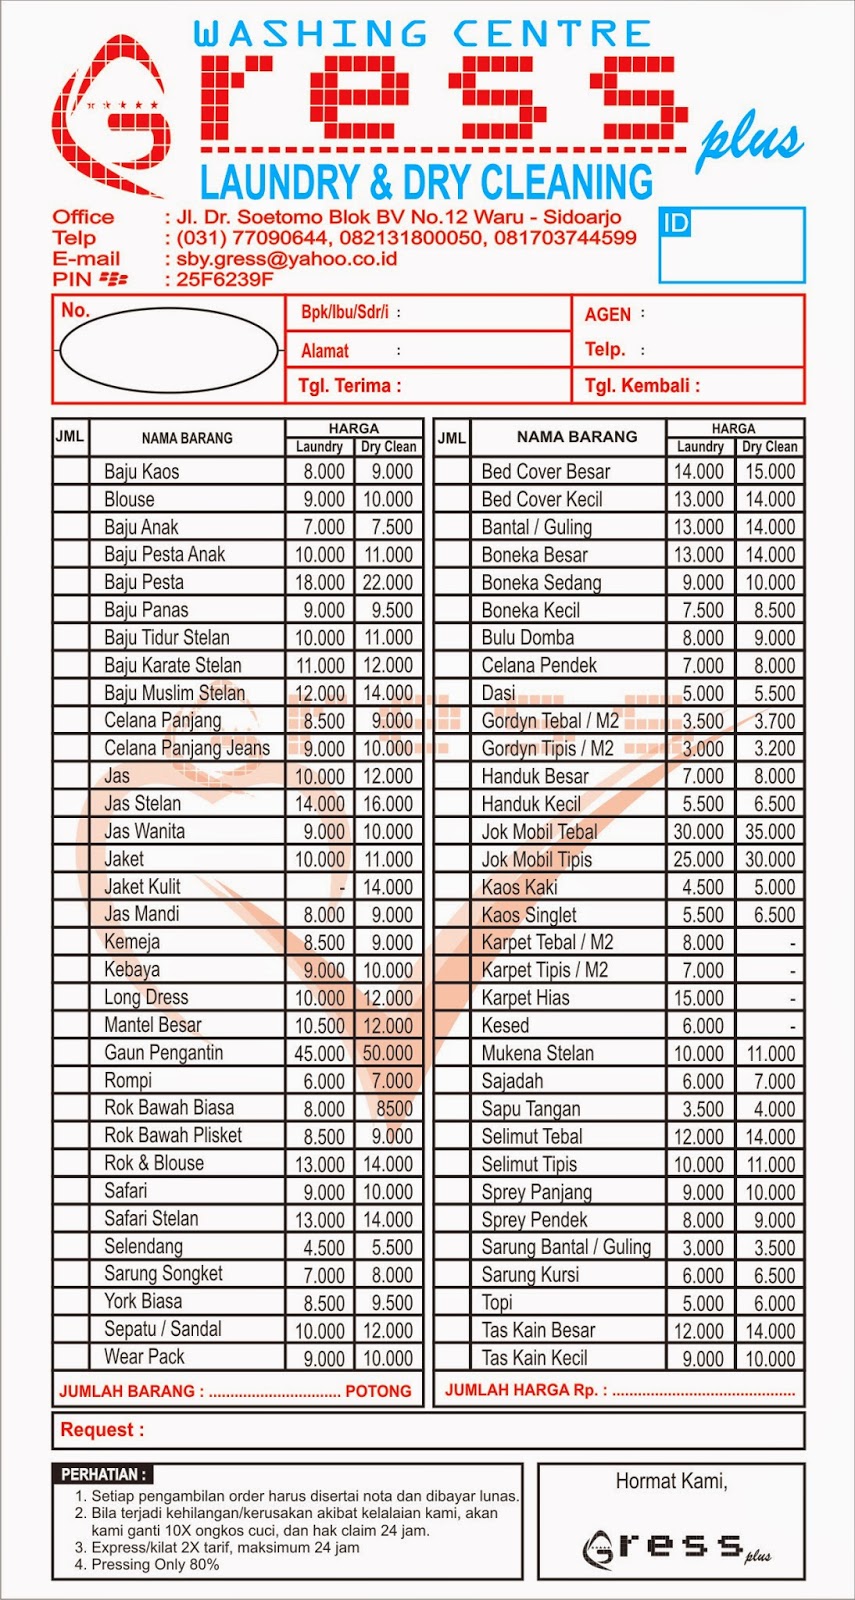 WASHING CENTRE
Gress plus
LAUNDRY & DRY CLEANING
Office : Jl. Dr. Soetomo Blok BV No.12 Waru - Sidoarjo
Telp : (031) 77090644, 082131800050, 081703744599
E-mail : sby.gress@yahoo.co.id
PIN : 25F6239F
ID
No.
Bpk/Ibu/Sdr/i :
Alamat :
Tgl. Terima :
AGEN :
Telp. :
Tgl. Kembali :
JML NAMA BARANG HARGA
Laundry Dry Clean
Baju Kaos 8.000 9.000
Blouse 9.000 10.000
Baju Anak 7.000 7.500
Baju Pesta Anak 10.000 11.000
Baju Pesta 18.000 22.000
Baju Panas 9.000 9.500
Baju Tidur Stelan 10.000 11.000
Baju Karate Stelan 11.000 12.000
Baju Muslim Stelan 12.000 14.000
Celana Panjang 8.500 9.000
Celana Panjang Jeans 9.000 10.000
Jas 10.000 12.000
Jas Stelan 14.000 16.000
Jas Wanita 9.000 10.000
Jaket 10.000 11.000
Jaket Kulit - 14.000
Jas Mandi 8.000 9.000
Kemeja 8.500 9.000
Kebaya 9.000 10.000
Long Dress 10.000 12.000
Mantel Besar 10.500 12.000
Gaun Pengantin 45.000 50.000
Rompi 6.000 7.000
Rok Bawah Biasa 8.000 8500
Rok Bawah Plisket 8.500 9.000
Rok & Blouse 13.000 14.000
Safari 9.000 10.000
Safari Stelan 13.000 14.000
Selendang 4.500 5.500
Sarung Songket 7.000 8.000
York Biasa 8.500 9.500
Sepatu / Sandal 10.000 12.000
Wear Pack 9.000 10.000
JUMLAH BARANG : ................................ POTONG
JML NAMA BARANG HARGA
Laundry Dry Clean
Bed Cover Besar 14.000 15.000
Bed Cover Kecil 13.000 14.000
Bantal / Guling 13.000 14.000
Boneka Besar 13.000 14.000
Boneka Sedang 9.000 10.000
Boneka Kecil 7.500 8.500
Bulu Domba 8.000 9.000
Celana Pendek 7.000 8.000
Dasi 5.000 5.500
Gordyn Tebal / M2 3.500 3.700
Gordyn Tipis / M2 3.000 3.200
Handuk Besar 7.000 8.000
Handuk Kecil 5.500 6.500
Jok Mobil Tebal 30.000 35.000
Jok Mobil Tipis 25.000 30.000
Kaos Kaki 4.500 5.000
Kaos Singlet 5.500 6.500
Karpet Tebal / M2 8.000 -
Karpet Tipis / M2 7.000 -
Karpet Hias 15.000 -
Kesed 6.000 -
Mukena Stelan 10.000 11.000
Sajadah 6.000 7.000
Sapu Tangan 3.500 4.000
Selimut Tebal 12.000 14.000
Selimut Tipis 10.000 11.000
Sprey Panjang 9.000 10.000
Sprey Pendek 8.000 9.000
Sarung Bantal / Guling 3.000 3.500
Sarung Kursi 6.000 6.500
Topi 5.000 6.000
Tas Kain Besar 12.000 14.000
Tas Kain Kecil 9.000 10.000
JUMLAH HARGA Rp. : ............................................
Gress
Request :
PERHATIAN :
1. Setiap pengambilan order harus disertai nota dan dibayar lunas.
2. Bila terjadi kehilangan/kerusakan akibat kelalaian kami, akan
kami ganti 10X ongkos cuci, dan hak claim 24 jam.
3. Express/kilat 2X tarif, maksimum 24 jam
4. Pressing Only 80%
Hormat Kami,
Gress plus